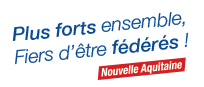 Plus forts ensemble,
Fiers d'être fédérés !
Nouvelle Aquitaine